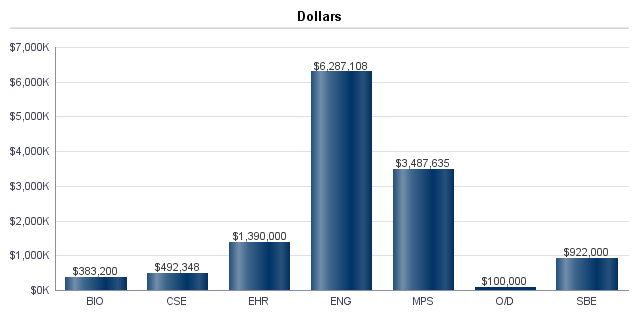 Dollars
$7,000K
$6,000K
$5,000K
$4,000K
$3,000K
$2,000K
$1,000K
$0K
$383,200
$492,348
$1,390,000
$6,287,108
$3,487,635
$100,000
$922,000
BIO CSE EHR ENG MPS O/D SBE